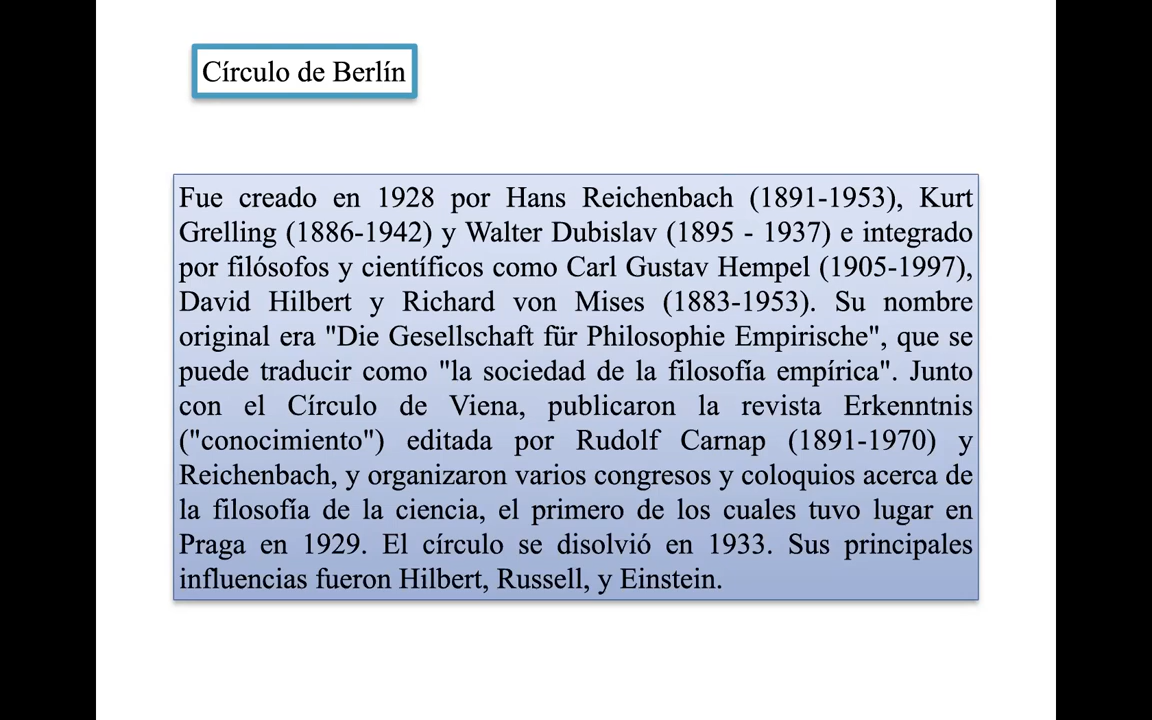 Círculo de Berlín
Fue creado en 1928 por Hans Reichenbach (1891-1953), Kurt
Grelling (1886-1942) y Walter Dubislav (1895 - 1937) e integrado
por filósofos y científicos como Carl Gustav Hempel (1905-1997),
David Hilbert y Richard von Mises (1883-1953). Su nombre
original era "Die Gesellschaft für Philosophie Empirische", que se
puede traducir como "la sociedad de la filosofía empírica". Junto
con el Círculo de Viena, publicaron la revista Erkenntnis
("conocimiento") editada por Rudolf Carnap (1891-1970) y
Reichenbach, y organizaron varios congresos y coloquios acerca de
la filosofía de la ciencia, el primero de los cuales tuvo lugar en
Praga en 1929. El círculo se disolvió en 1933. Sus principales
influencias fueron Hilbert, Russell, y Einstein.